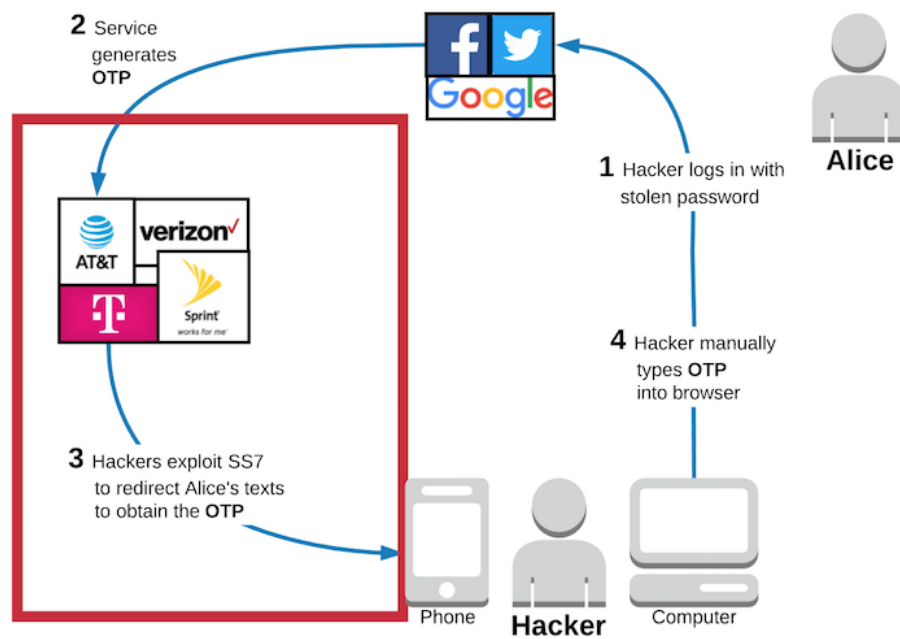 2 Service
generates
OTP
f
Google
Alice
1 Hacker logs in with
stolen password
AT&T
verizon
T
Sprint
works for me
4 Hacker manually
types OTP
into browser
3 Hackers exploit SS7
to redirect Alice's texts
to obtain the OTP
Phone
Hacker
Computer